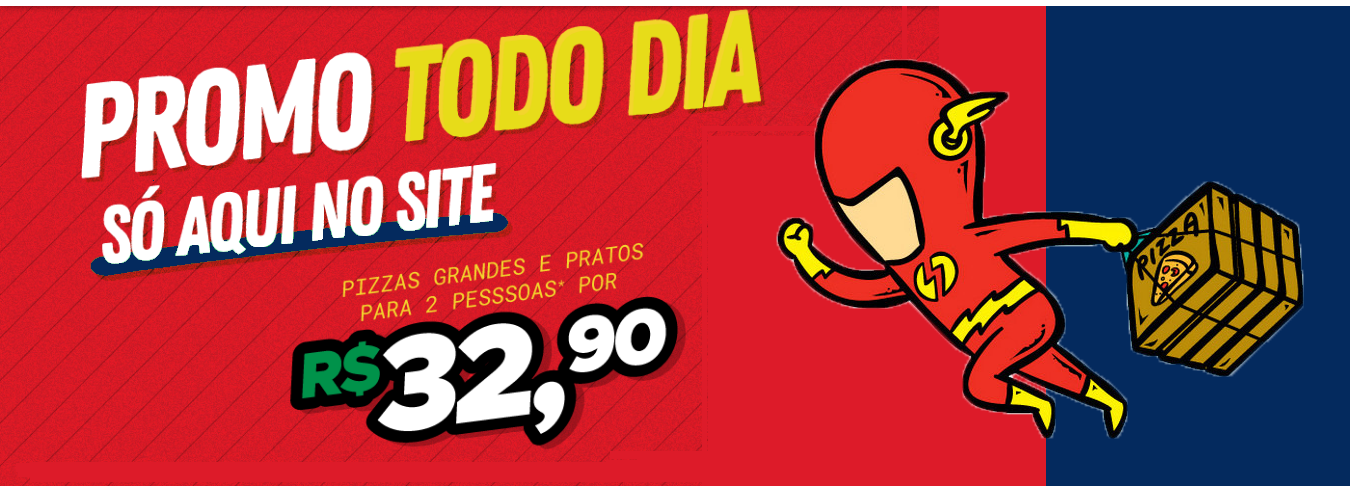 PROMO TODO DIA
SÓ AQUI NO SITE
PIZZAS GRANDES E PRATOS
PARA 2 PESSSOAS* POR
R$32,90
PIZZA